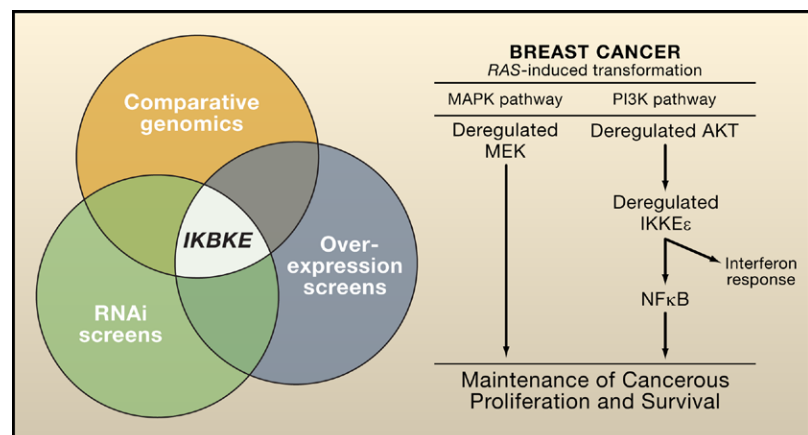 Comparative
genomics
IKBKE
Over-
expression
screens
RNAi
screens
BREAST CANCER
RAS-induced transformation
MAPK pathway
PI3K pathway
Deregulated
MEK
Deregulated AKT
Deregulated
IKKEε
Interferon
response
NFκB
Maintenance of Cancerous
Proliferation and Survival